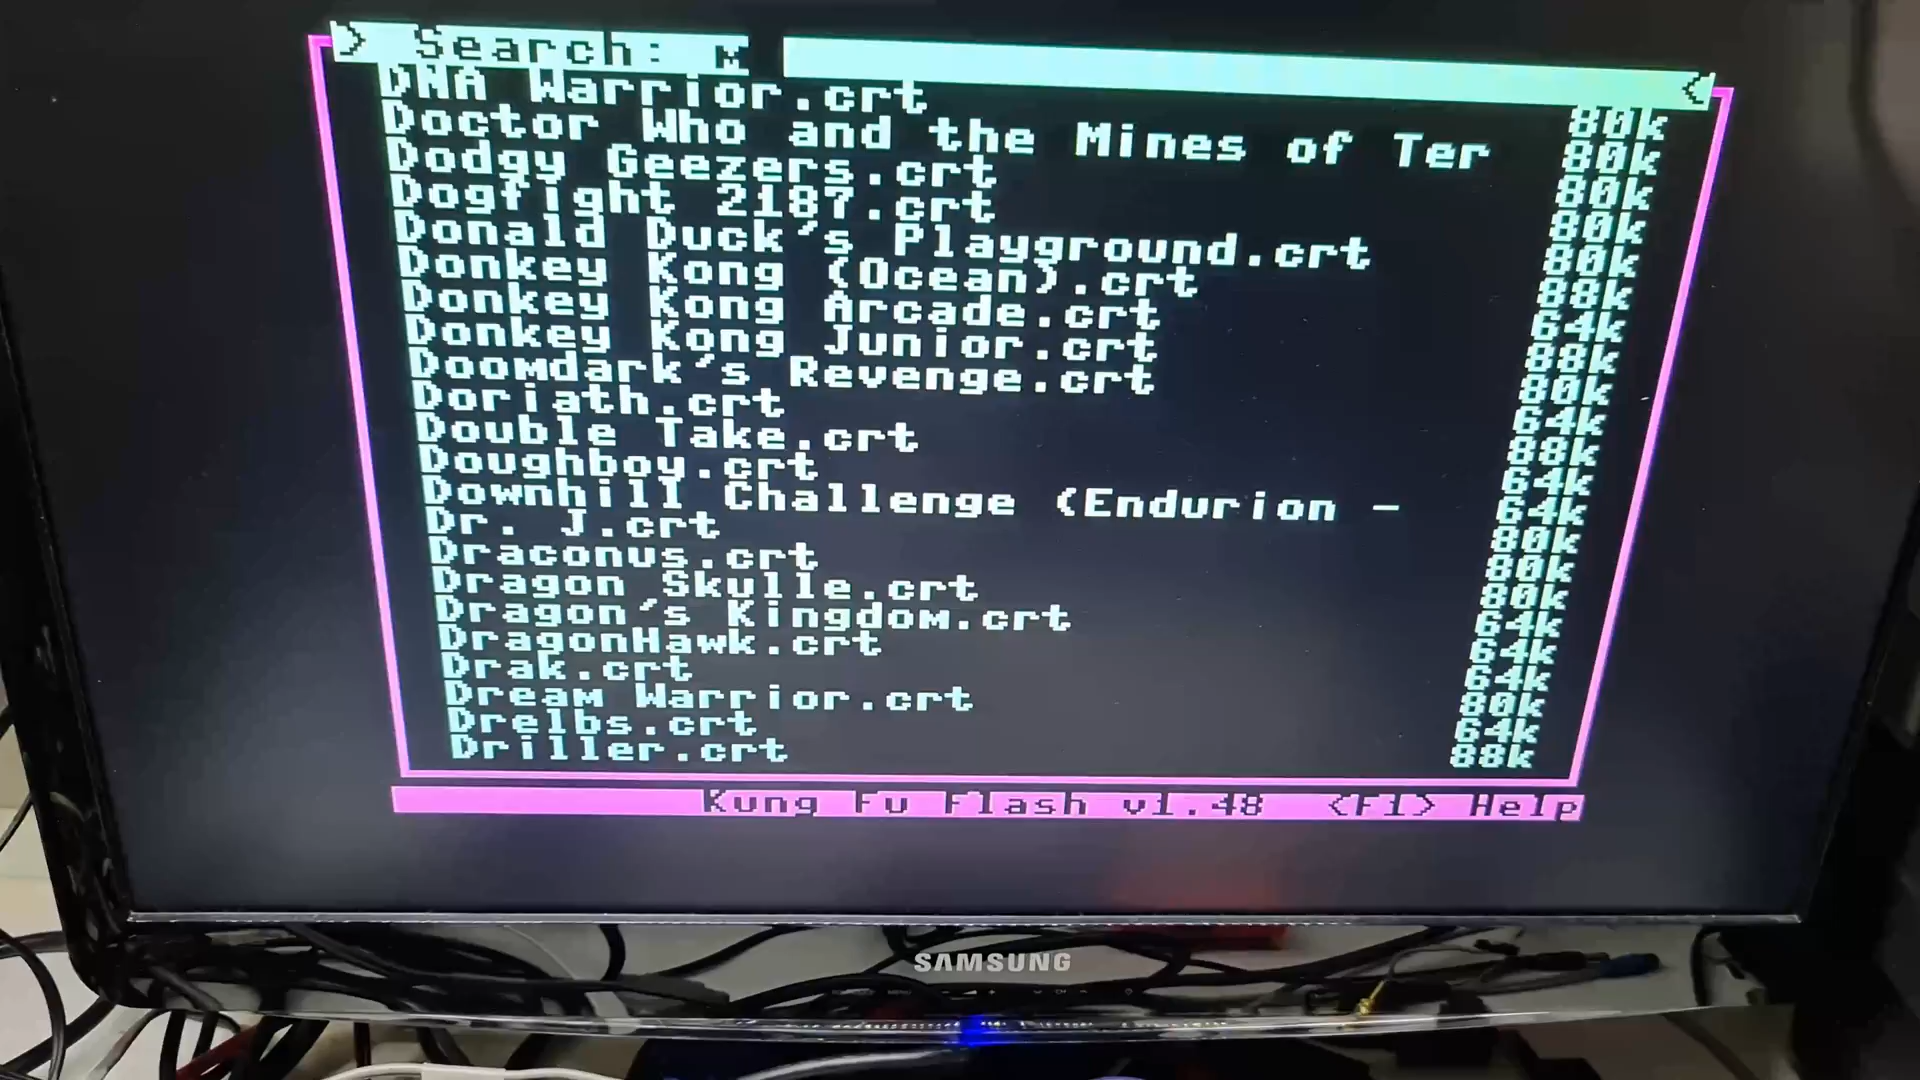 > Search: M <
DNA Warrior.crt 80k
Doctor Who and the Mines of Ter 80k
Dodgy Geezers.crt 80k
Dogfight 2187.crt 80k
Donald Duck's Playground.crt 80k
Donkey Kong (Ocean).crt 88k
Donkey Kong Arcade.crt 64k
Donkey Kong Junior.crt 88k
Doomdark's Revenge.crt 80k
Doriath.crt 64k
Double Take.crt 88k
Doughboy.crt 64k
Downhill Challenge (Endurion - 64k
Dr. J.crt 80k
Draconus.crt 80k
Dragon Skulle.crt 80k
Dragon's Kingdom.crt 64k
DragonHawk.crt 64k
Drak.crt 64k
Dream Warrior.crt 80k
Drelbs.crt 64k
Driller.crt 88k
Kung Fu Flash v1.48 <F1> Help
SAMSUNG